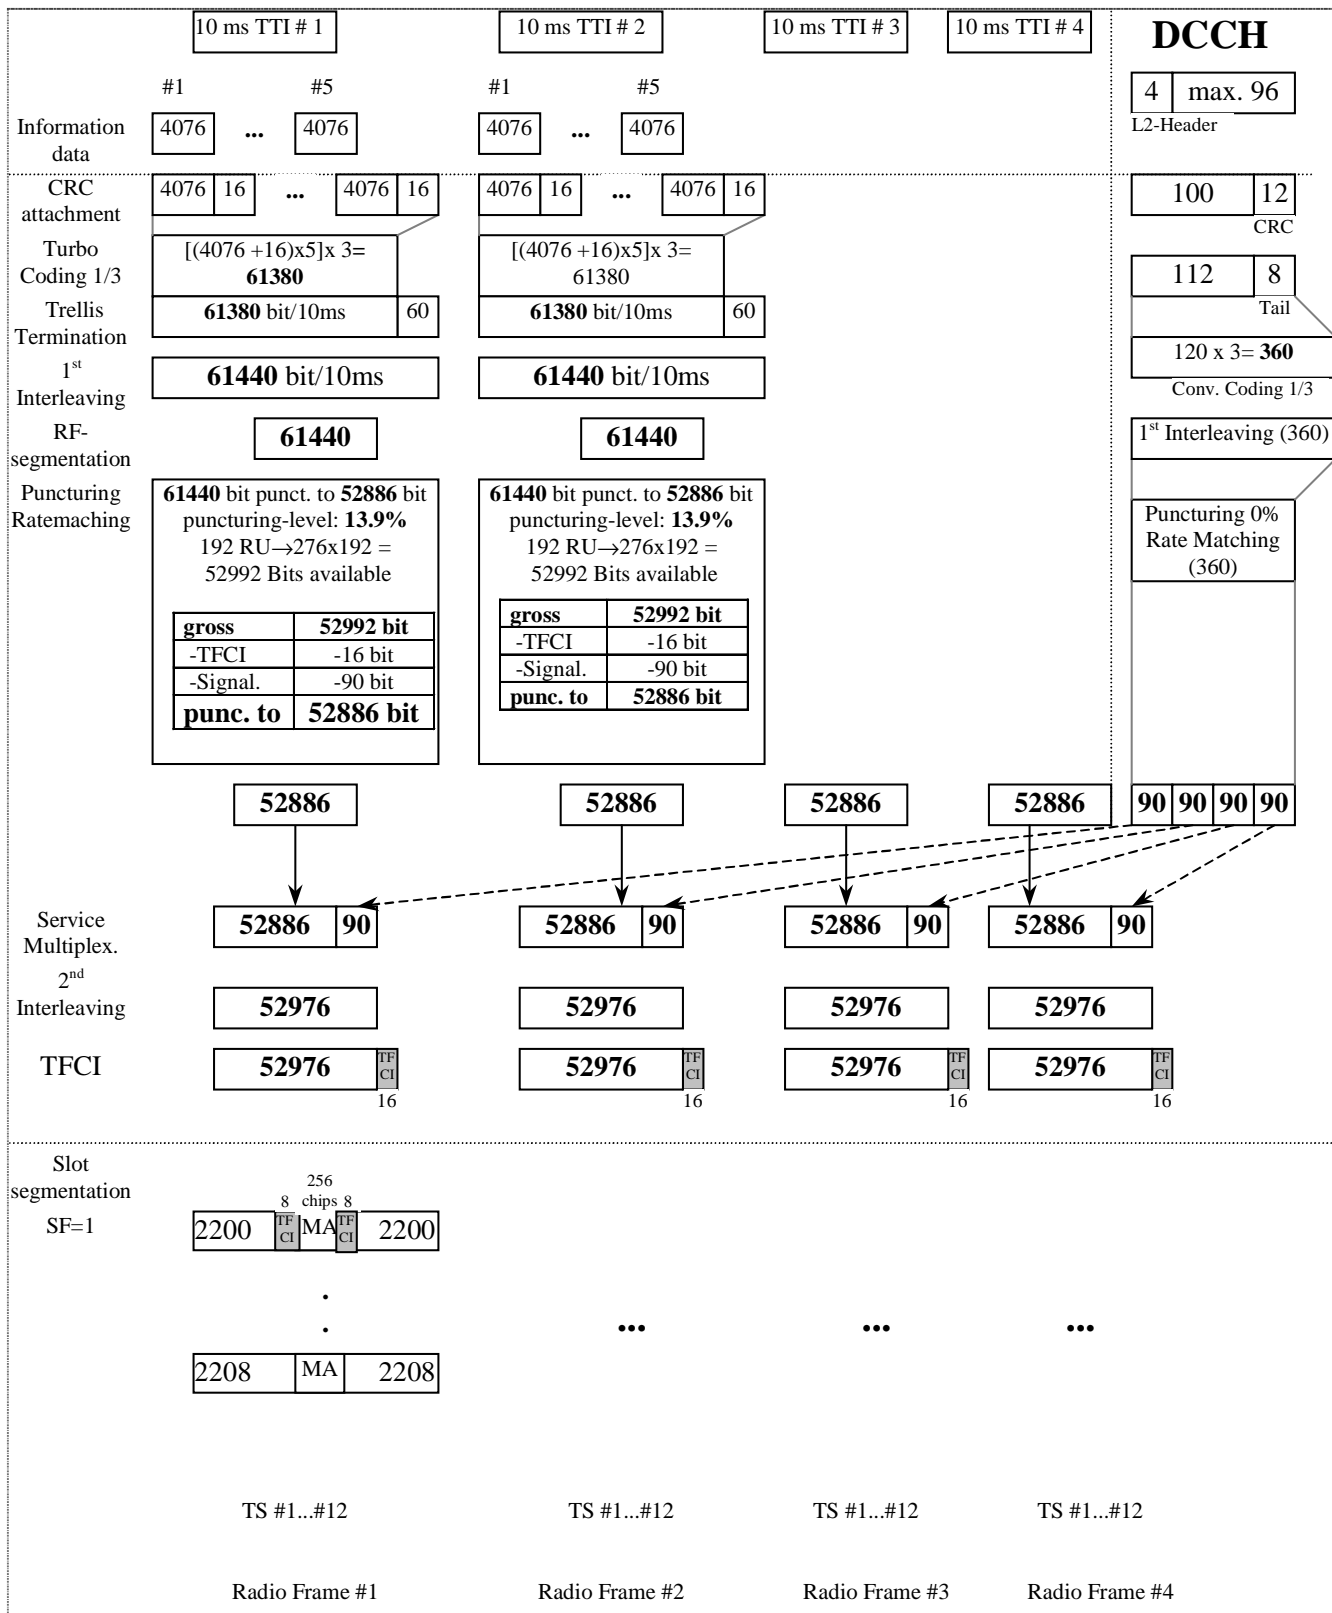 10 ms TTI # 1
10 ms TTI # 2
10 ms TTI # 3
10 ms TTI # 4
DCCH
#1
#5
#1
#5
4
max. 96
L2-Header
Information
data
4076
...
4076
4076
...
4076
CRC
attachment
4076
16
...
4076
16
4076
16
...
4076
16
100
12
CRC
Turbo
Coding 1/3
[(4076 +16)x5]x 3=
61380
[(4076 +16)x5]x 3=
61380
112
8
Tail
Trellis
Termination
61380 bit/10ms
60
61380 bit/10ms
60
120 x 3= 360
Conv. Coding 1/3
1st
Interleaving
61440 bit/10ms
61440 bit/10ms
RF-
segmentation
61440
61440
1st Interleaving (360)
Puncturing
Ratemaching
61440 bit punct. to 52886 bit
puncturing-level: 13.9%
192 RU→276x192 =
52992 Bits available
gross
52992 bit
-TFCI
-16 bit
-Signal.
-90 bit
punc. to
52886 bit
61440 bit punct. to 52886 bit
puncturing-level: 13.9%
192 RU→276x192 =
52992 Bits available
gross
52992 bit
-TFCI
-16 bit
-Signal.
-90 bit
punc. to
52886 bit
Puncturing 0%
Rate Matching
(360)
52886
52886
52886
52886
90
90
90
90
Service
Multiplex.
52886
90
52886
90
52886
90
52886
90
2nd
Interleaving
52976
52976
52976
52976
TFCI
52976
TF
CI
16
52976
TF
CI
16
52976
TF
CI
16
52976
TF
CI
16
Slot
segmentation
SF=1
256
8 chips 8
2200
TF
CI
MA
TF
CI
2200
.
.
...
...
...
2208
MA
2208
TS #1...#12
TS #1...#12
TS #1...#12
TS #1...#12
Radio Frame #1
Radio Frame #2
Radio Frame #3
Radio Frame #4